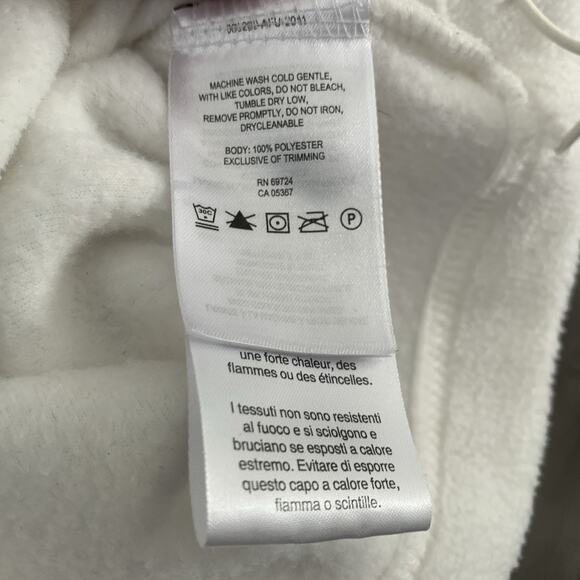 MACHINE WASH COLD GENTLE,
WITH LIKE COLORS, DO NOT BLEACH,
TUMBLE DRY LOW,
REMOVE PROMPTLY, DO NOT IRON,
DRYCLEANABLE
BODY: 100% POLYESTER
EXCLUSIVE OF TRIMMING
RN 69724
CA 05367
30C
P
une forte chaleur, des
flammes ou des étincelles.
I tessuti non sono resistenti
al fuoco e si sciolgono e
bruciano se esposti a calore
estremo. Evitare di esporre
questo capo a calore forte,
fiamma o scintille.